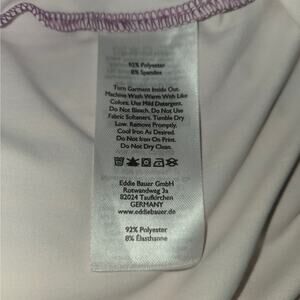 92% Polyester
8% Spandex
Turn Garment Inside Out.
Machine Wash Warm With Like
Colors. Use Mild Detergent.
Do Not Bleach. Do Not Use
Fabric Softeners. Tumble Dry
Low. Remove Promptly.
Cool Iron As Desired.
Do Not Iron On Print.
Do Not Dry Clean.
Eddie Bauer GmbH
Rotwandweg 3a
82024 Taufkirchen
GERMANY
www.eddiebauer.de
92% Polyester
8% Élasthanne